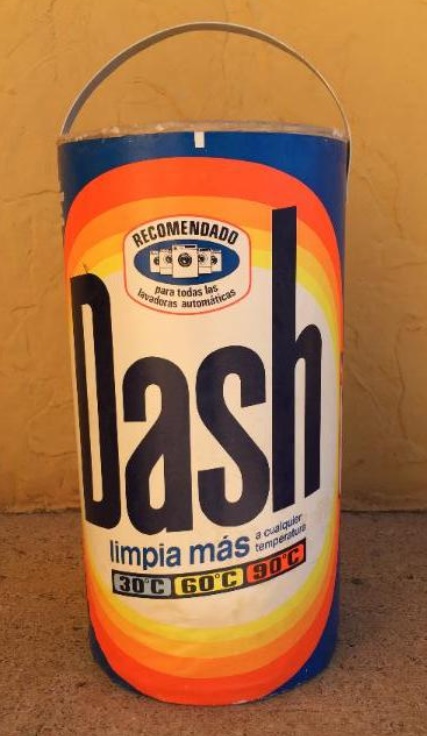 RECOMENDADO
para todas las
lavadoras automáticas
Dash
limpia más a cualquier
temperatura
30°C 60°C 90°C